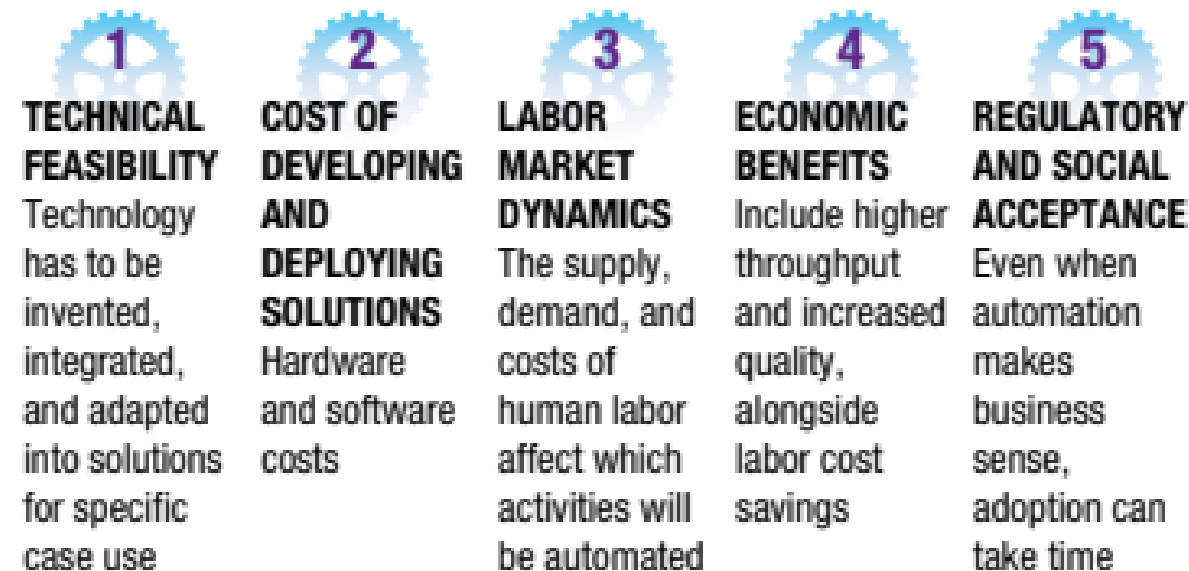 1
TECHNICAL
FEASIBILITY
Technology
has to be
invented,
integrated,
and adapted
into solutions
for specific
case use
2
COST OF
DEVELOPING
AND
DEPLOYING
SOLUTIONS
Hardware
and software
costs
3
LABOR
MARKET
DYNAMICS
The supply,
demand, and
costs of
human labor
affect which
activities will
be automated
4
ECONOMIC
BENEFITS
Include higher
throughput
and increased
quality,
alongside
labor cost
savings
5
REGULATORY
AND SOCIAL
ACCEPTANCE
Even when
automation
makes
business
sense,
adoption can
take time